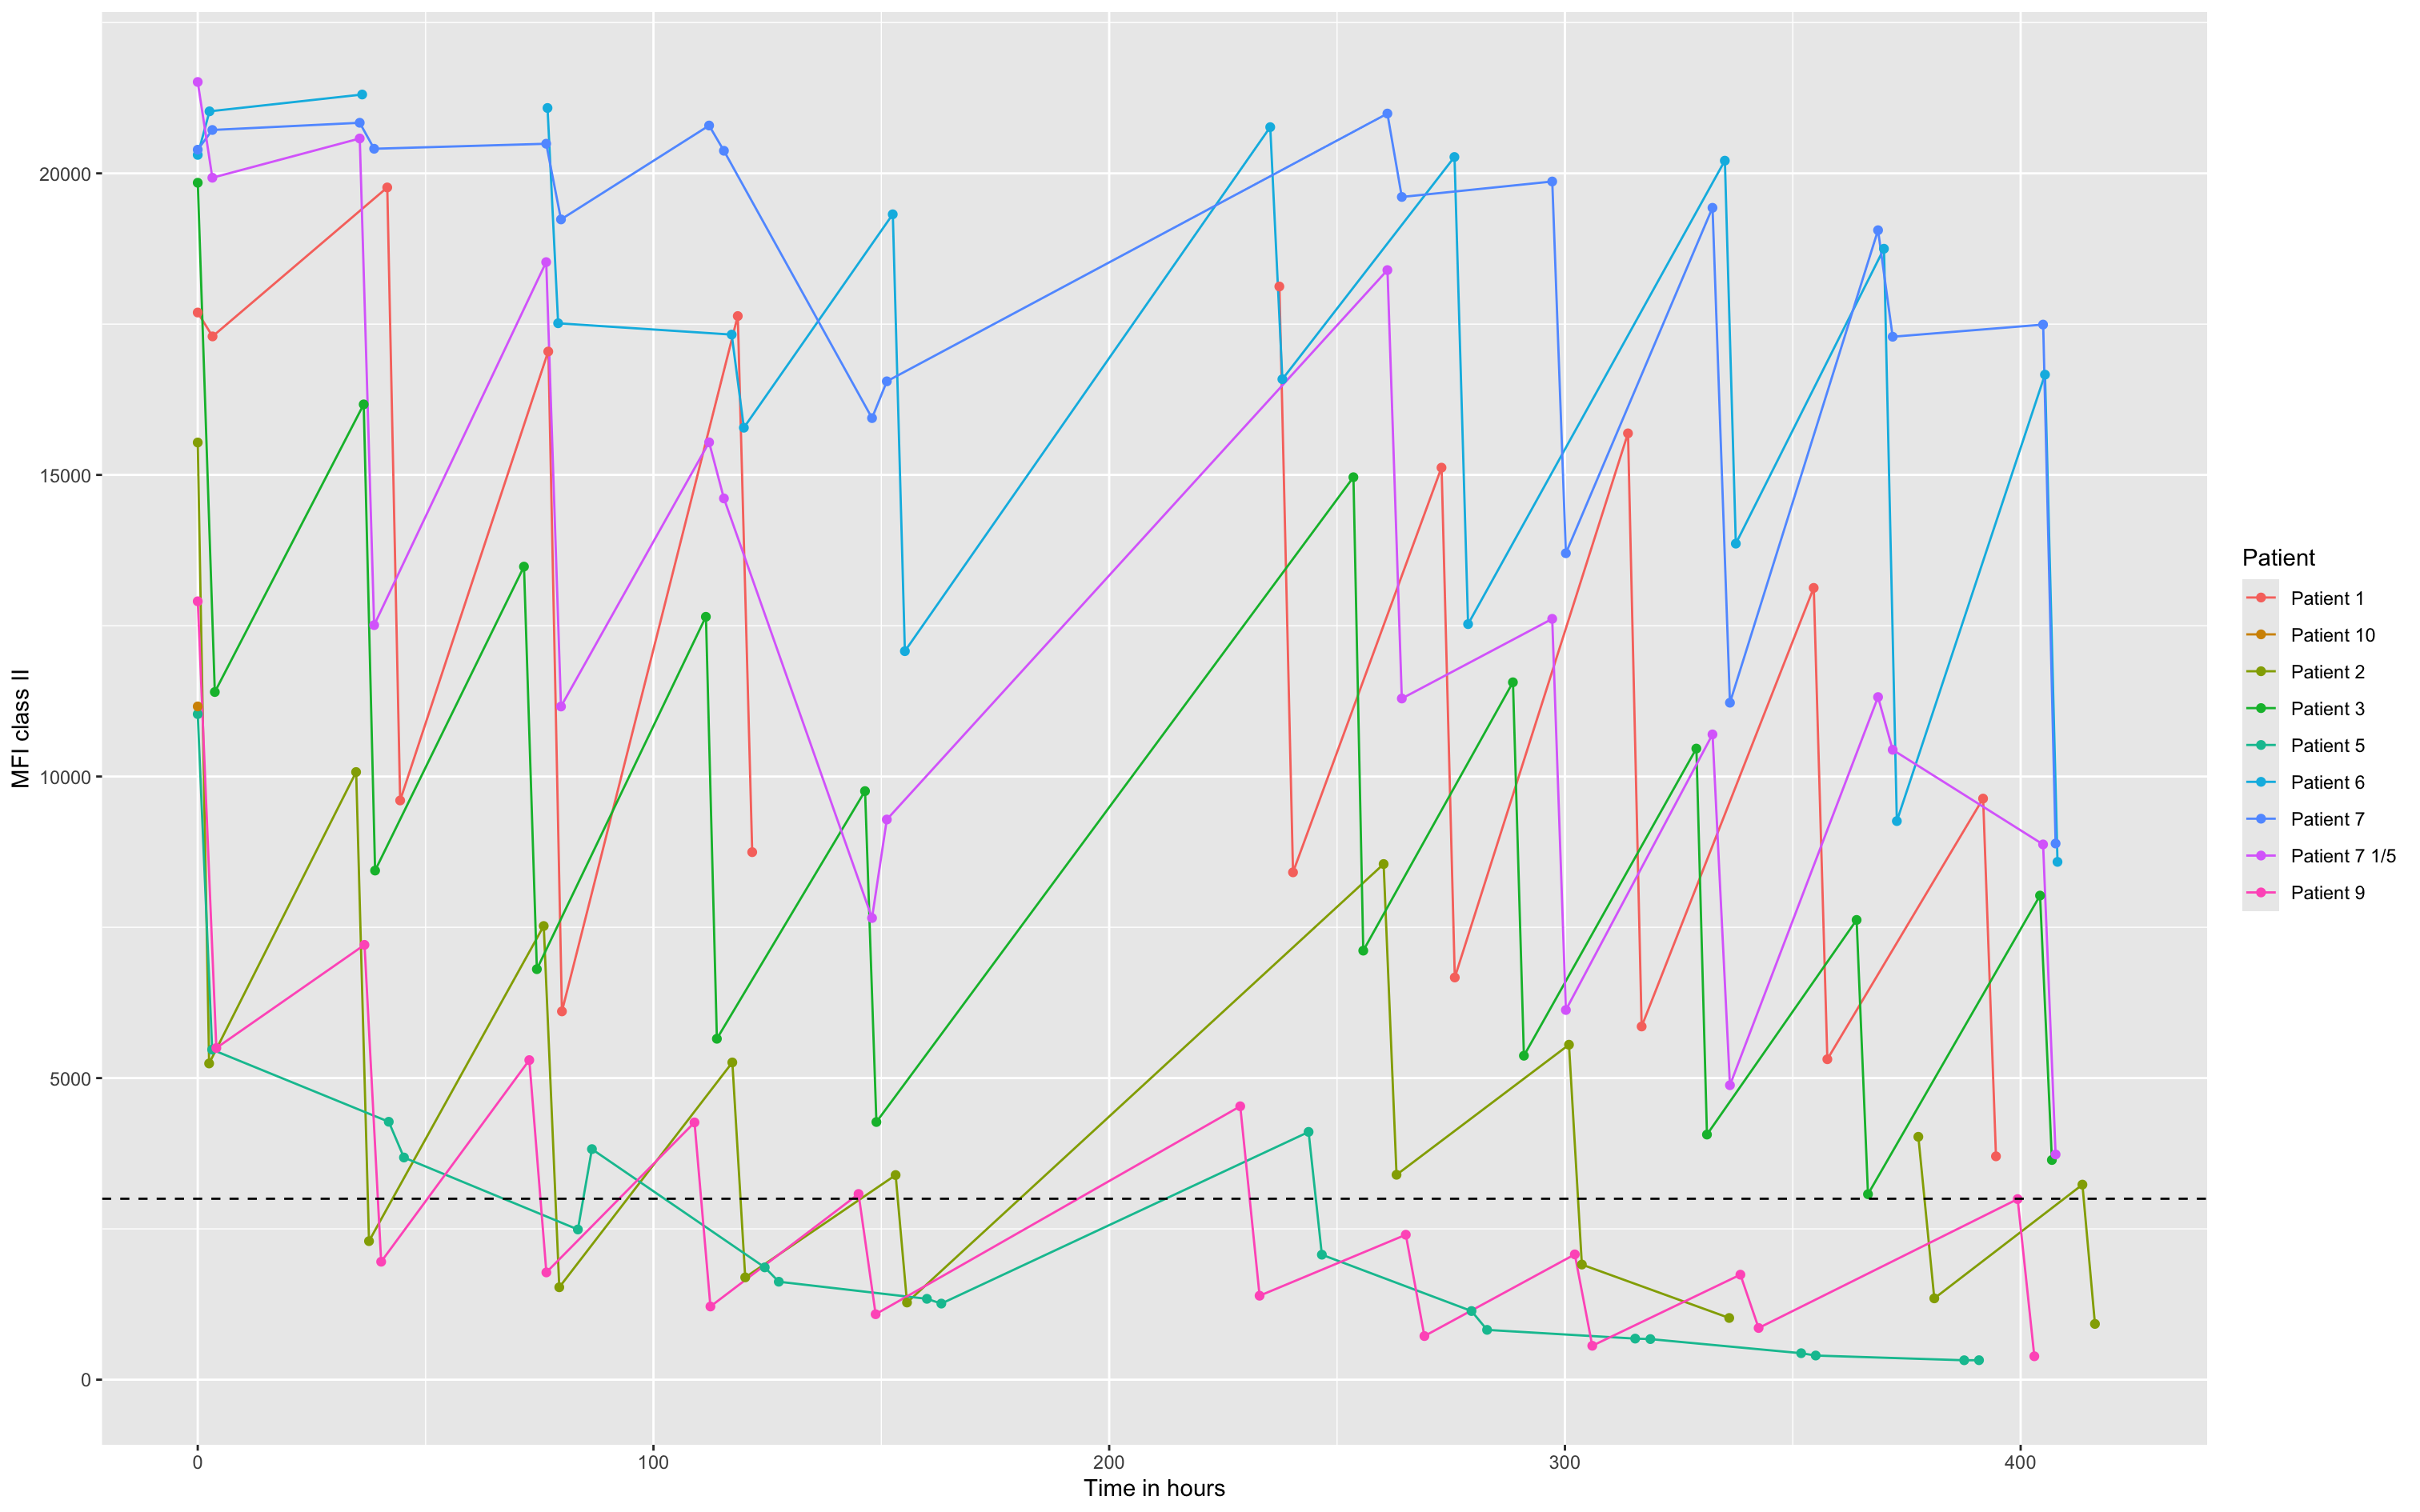 20000
15000
10000
5000
0
MFI class II
0 100 200 300 400
Time in hours
Patient
Patient 1
Patient 10
Patient 2
Patient 3
Patient 5
Patient 6
Patient 7
Patient 7 1/5
Patient 9